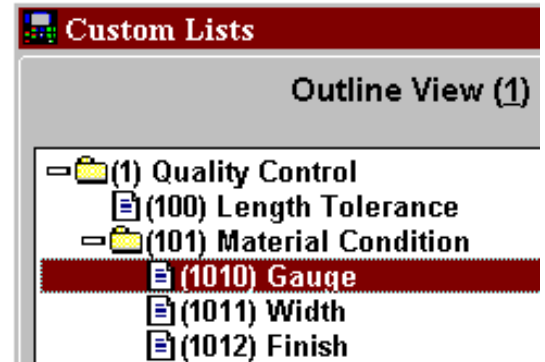 Custom Lists
Outline View (1)
(1) Quality Control
(100) Length Tolerance
(101) Material Condition
(1010) Gauge
(1011) Width
(1012) Finish